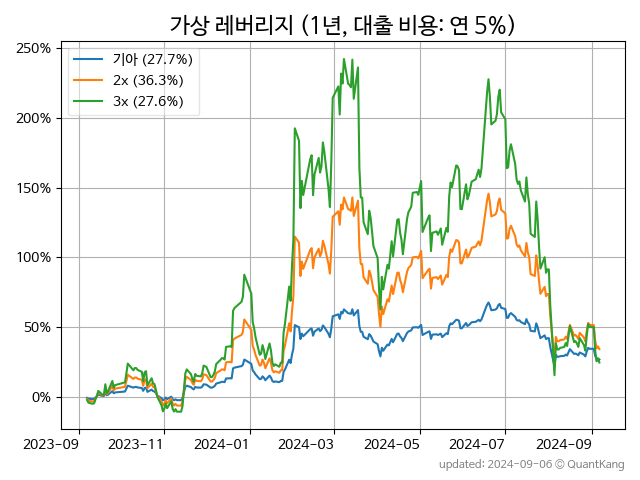 가상 레버리지 (1년, 대출 비용: 연 5%)
250%
200%
150%
100%
50%
0%
기아 (27.7%)
2x (36.3%)
3x (27.6%)
2023-09 2023-11 2024-01 2024-03 2024-05 2024-07 2024-09
updated: 2024-09-06 © QuantKang